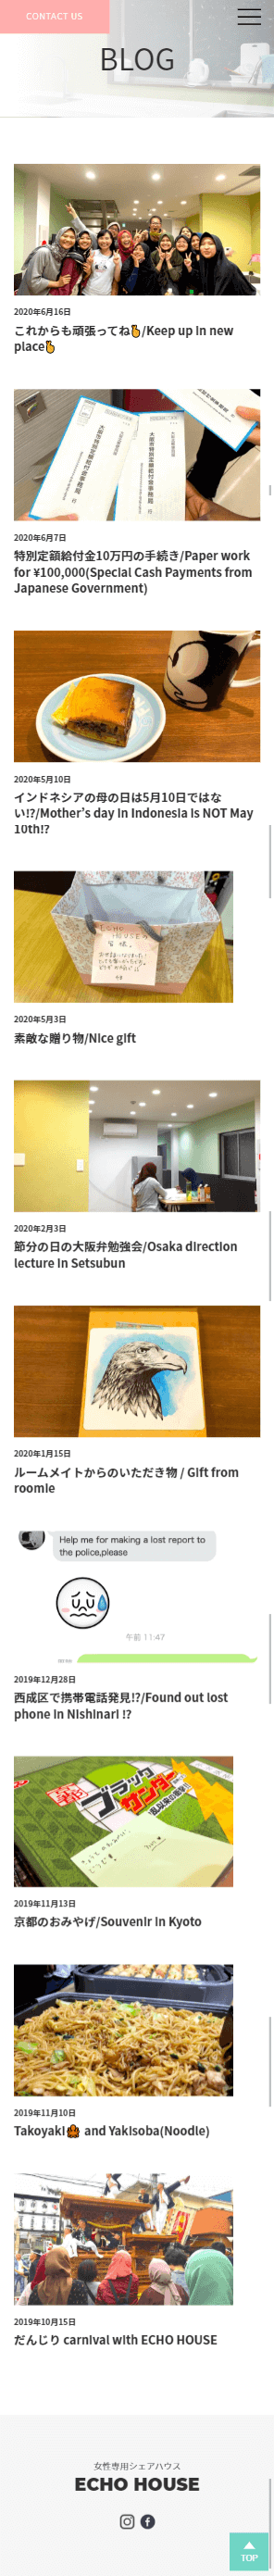 CONTACT US
BLOG
2020年6月16日
これからも頑張ってね👆/Keep up in new
place👆
2020年6月7日
特別定額給付金10万円の手続き/Paper work
for ¥100,000(Special Cash Payments from
Japanese Government)
2020年5月10日
インドネシアの母の日は5月10日ではな
い⁉/Mother’s day in Indonesia is NOT May
10th⁉
ECHO
HOUSE
2020年5月3日
素敵な贈り物/Nice gift
2020年2月3日
節分の日の大阪弁勉強会/Osaka direction
lecture in Setsubun
2020年1月15日
ルームメイトからのいただき物 / Gift from
roomie
Help me for making a lost report to
the police,please
午前 11:47
2019年12月28日
西成区で携帯電話発見⁉/Found out lost
phone in Nishinari ⁉
ブラック
サンダー
2019年11月13日
京都のおみやげ/Souvenir in Kyoto
2019年11月10日
Takoyaki🐙 and Yakisoba(Noodle)
2019年10月15日
だんじり carnival with ECHO HOUSE
女性専用シェアハウス
ECHO HOUSE
TOP